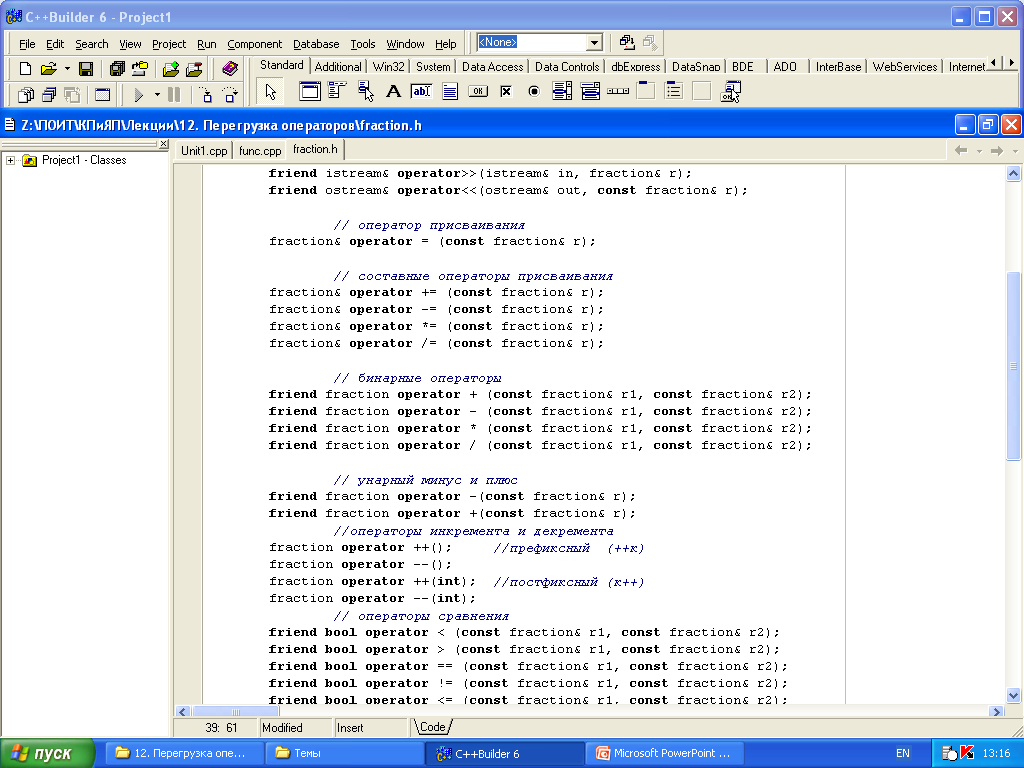 C++Builder 6 - Project1
File Edit Search View Project Run Component Database Tools Window Help <None>
Standard Additional Win32 System Data Access Data Controls dbExpress DataSnap BDE ADO InterBase WebServices Internet
Z:\ПОИТ\КПиЯП\Лекции\12. Перегрузка операторов\fraction.h
Project1 - Classes
Unit1.cpp func.cpp fraction.h
friend istream& operator>>(istream& in, fraction& r);
friend ostream& operator<<(ostream& out, const fraction& r);
// оператор присваивания
fraction& operator = (const fraction& r);
// составные операторы присваивания
fraction& operator += (const fraction& r);
fraction& operator -= (const fraction& r);
fraction& operator *= (const fraction& r);
fraction& operator /= (const fraction& r);
// бинарные операторы
friend fraction operator + (const fraction& r1, const fraction& r2);
friend fraction operator - (const fraction& r1, const fraction& r2);
friend fraction operator * (const fraction& r1, const fraction& r2);
friend fraction operator / (const fraction& r1, const fraction& r2);
// унарный минус и плюс
friend fraction operator -(const fraction& r);
friend fraction operator +(const fraction& r);
//операторы инкремента и декремента
fraction operator ++(); //префиксный (++к)
fraction operator --();
fraction operator ++(int); //постфиксный (к++)
fraction operator --(int);
// операторы сравнения
friend bool operator < (const fraction& r1, const fraction& r2);
friend bool operator > (const fraction& r1, const fraction& r2);
friend bool operator == (const fraction& r1, const fraction& r2);
friend bool operator != (const fraction& r1, const fraction& r2);
friend bool operator <= (const fraction& r1, const fraction& r2);
39: 61 Modified Insert Code
пуск 12. Перегрузка опе... Темы C++Builder 6 Microsoft PowerPoint ... EN 13:16